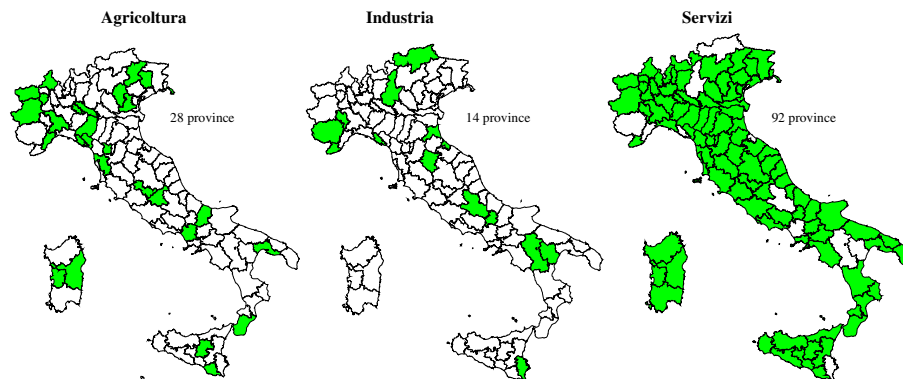 Agricoltura
Industria
Servizi
28 province
14 province
92 province